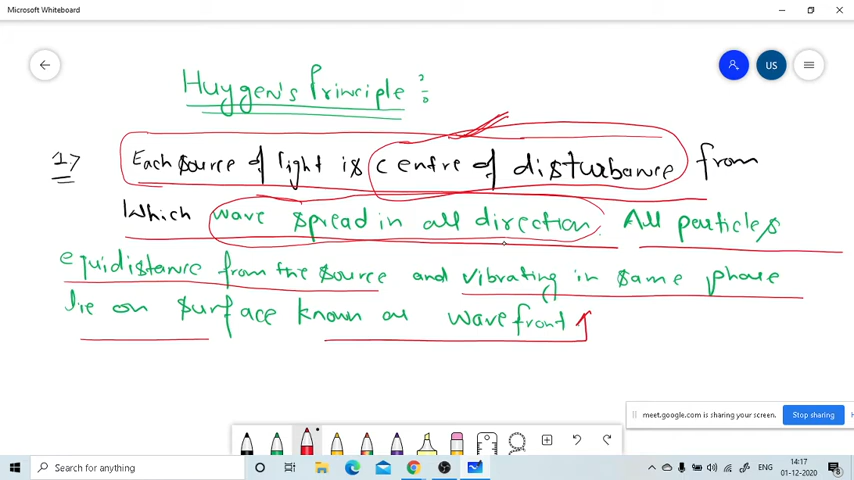 Microsoft Whiteboard
US
Huygen's Principle :
1) Each source of light is centre of disturbance from
which wave spread in all direction. All particles
equidistance from the source and vibrating in same phase
lie on surface known as wavefront
meet.google.com is sharing your screen.
Stop sharing
H
Search for anything
ENG
14:17
01-12-2020
8